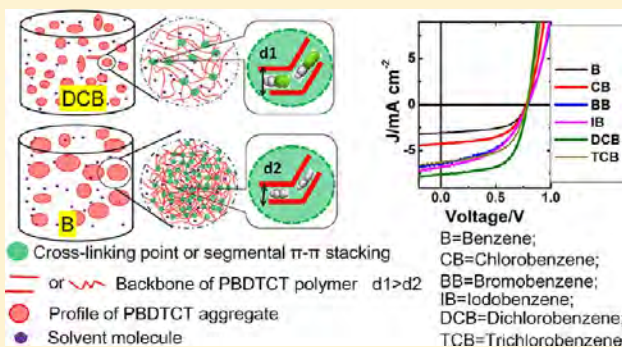 DCB
d1
B
d2
Cross-linking point or segmental π-π stacking
or Backbone of PBDTCT polymer d1>d2
Profile of PBDTCT aggregate
Solvent molecule
J/mA cm-2
0
-5
0.0 0.5 1.0
Voltage/V
B
CB
BB
IB
DCB
TCB
B=Benzene;
CB=Chlorobenzene;
BB=Bromobenzene;
IB=Iodobenzene;
DCB=Dichlorobenzene;
TCB=Trichlorobenzene